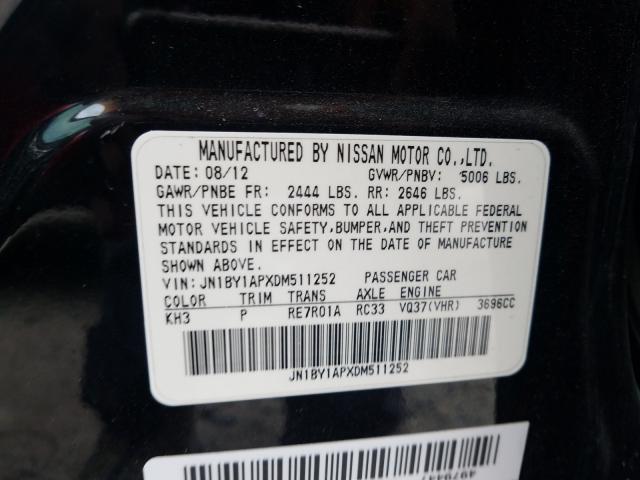 MANUFACTURED BY NISSAN MOTOR CO.,LTD.
DATE: 08/12 GVWR/PNBV: 5006 LBS.
GAWR/PNBE FR: 2444 LBS. RR: 2646 LBS.
THIS VEHICLE CONFORMS TO ALL APPLICABLE FEDERAL
MOTOR VEHICLE SAFETY,BUMPER,AND THEFT PREVENTION
STANDARDS IN EFFECT ON THE DATE OF MANUFACTURE
SHOWN ABOVE.
VIN: JN1BY1APXDM511252 PASSENGER CAR
COLOR TRIM TRANS AXLE ENGINE
KH3 P RE7R01A RC33 VQ37(VHR) 3696CC
JN1BY1APXDM511252